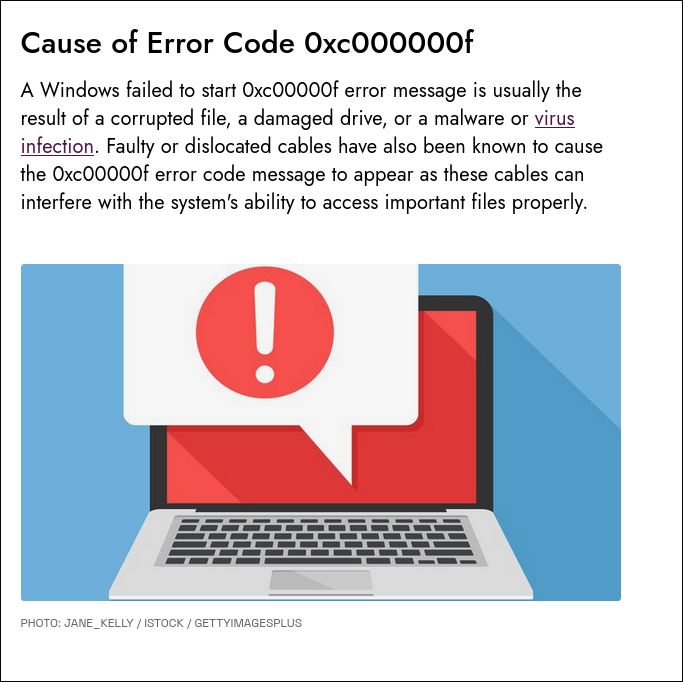 Cause of Error Code 0xc000000f
A Windows failed to start 0xc00000f error message is usually the
result of a corrupted file, a damaged drive, or a malware or virus
infection. Faulty or dislocated cables have also been known to cause
the 0xc00000f error code message to appear as these cables can
interfere with the system's ability to access important files properly.
!
PHOTO: JANE_KELLY / ISTOCK / GETTYIMAGESPLUS